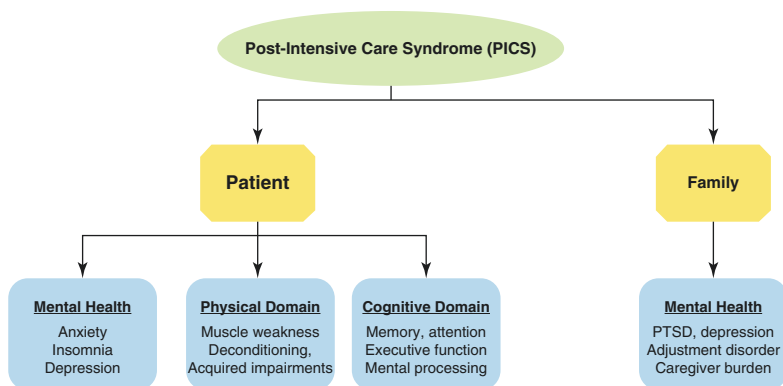 Post-Intensive Care Syndrome (PICS)
Patient
Family
Mental Health
Anxiety
Insomnia
Depression
Physical Domain
Muscle weakness
Deconditioning,
Acquired impairments
Cognitive Domain
Memory, attention
Executive function
Mental processing
Mental Health
PTSD, depression
Adjustment disorder
Caregiver burden